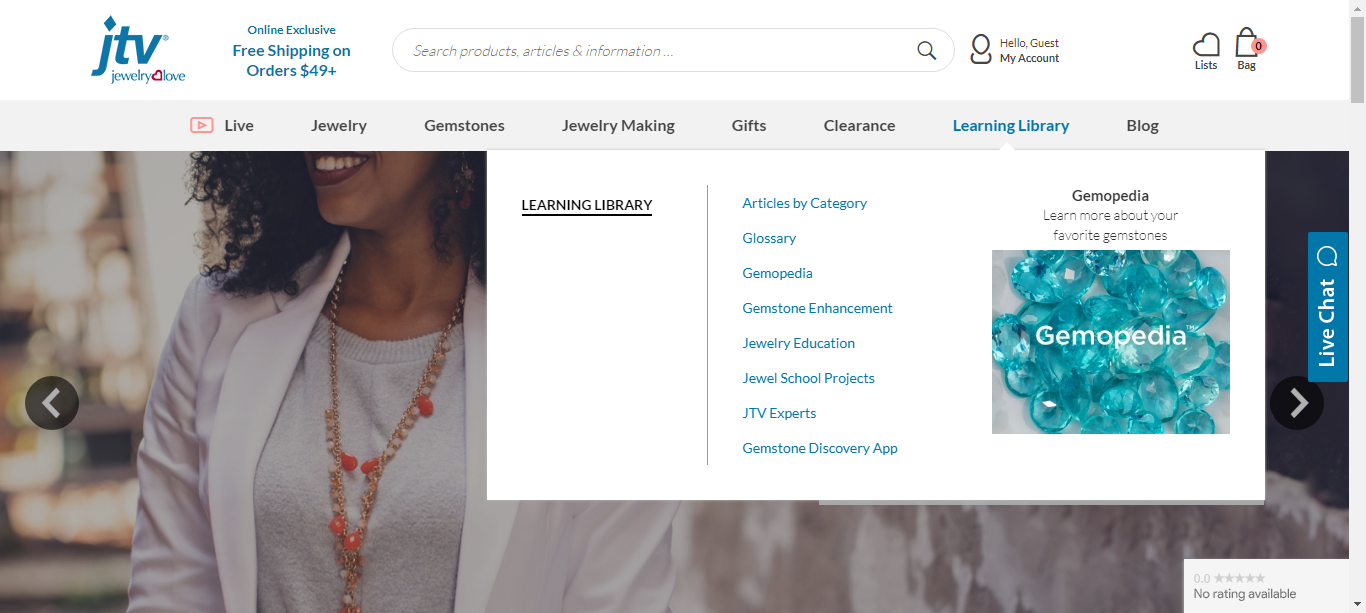 jtv®
jewelry love
Online Exclusive
Free Shipping on
Orders $49+
Search products, articles & information ...
Hello, Guest
My Account
Lists
0
Bag
Live
Jewelry
Gemstones
Jewelry Making
Gifts
Clearance
Learning Library
Blog
LEARNING LIBRARY
Articles by Category
Glossary
Gemopedia
Gemstone Enhancement
Jewelry Education
Jewel School Projects
JTV Experts
Gemstone Discovery App
Gemopedia
Learn more about your
favorite gemstones
Gemopedia™
Live Chat
0.0 ★★★★★
No rating available